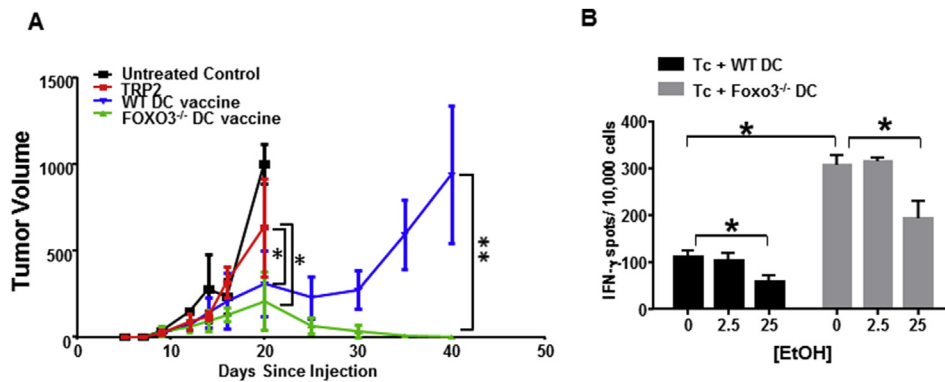 A
Untreated Control
TRP2
WT DC vaccine
FOXO3-/- DC vaccine
Tumor Volume
1500
1000
500
0
0 10 20 30 40 50
Days Since Injection
*
*
**
B
Tc + WT DC
Tc + Foxo3-/- DC
IFN-γ spots/ 10,000 cells
400
300
200
100
0
*
*
*
0 2.5 25 0 2.5 25
[EtOH]